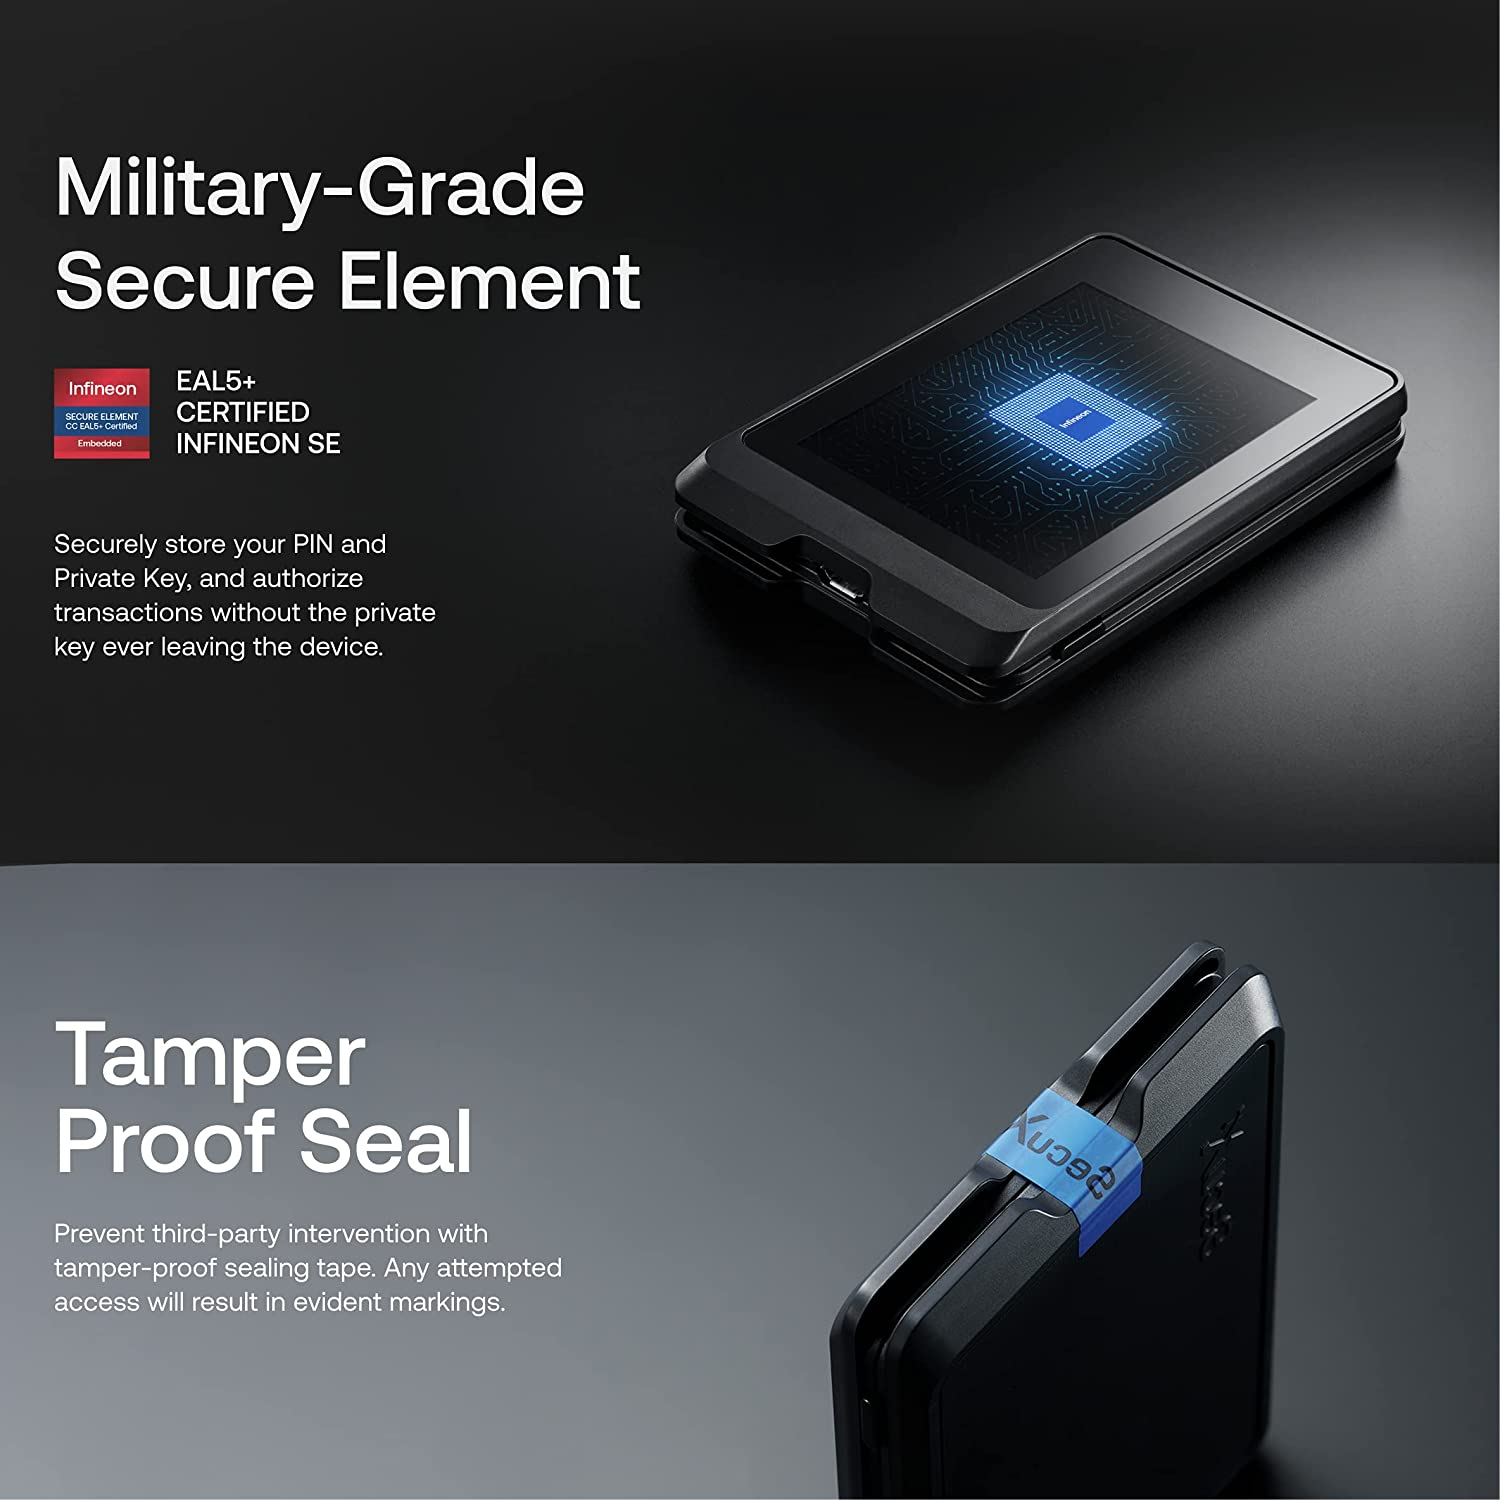 Military-Grade
Secure Element
Infineon
SECURE ELEMENT
CC EAL5+ Certified
Embedded
EAL5+
CERTIFIED
INFINEON SE
Securely store your PIN and
Private Key, and authorize
transactions without the private
key ever leaving the device.
Infineon
Tamper
Proof Seal
Prevent third-party intervention with
tamper-proof sealing tape. Any attempted
access will result in evident markings.
SecuX
SecuX